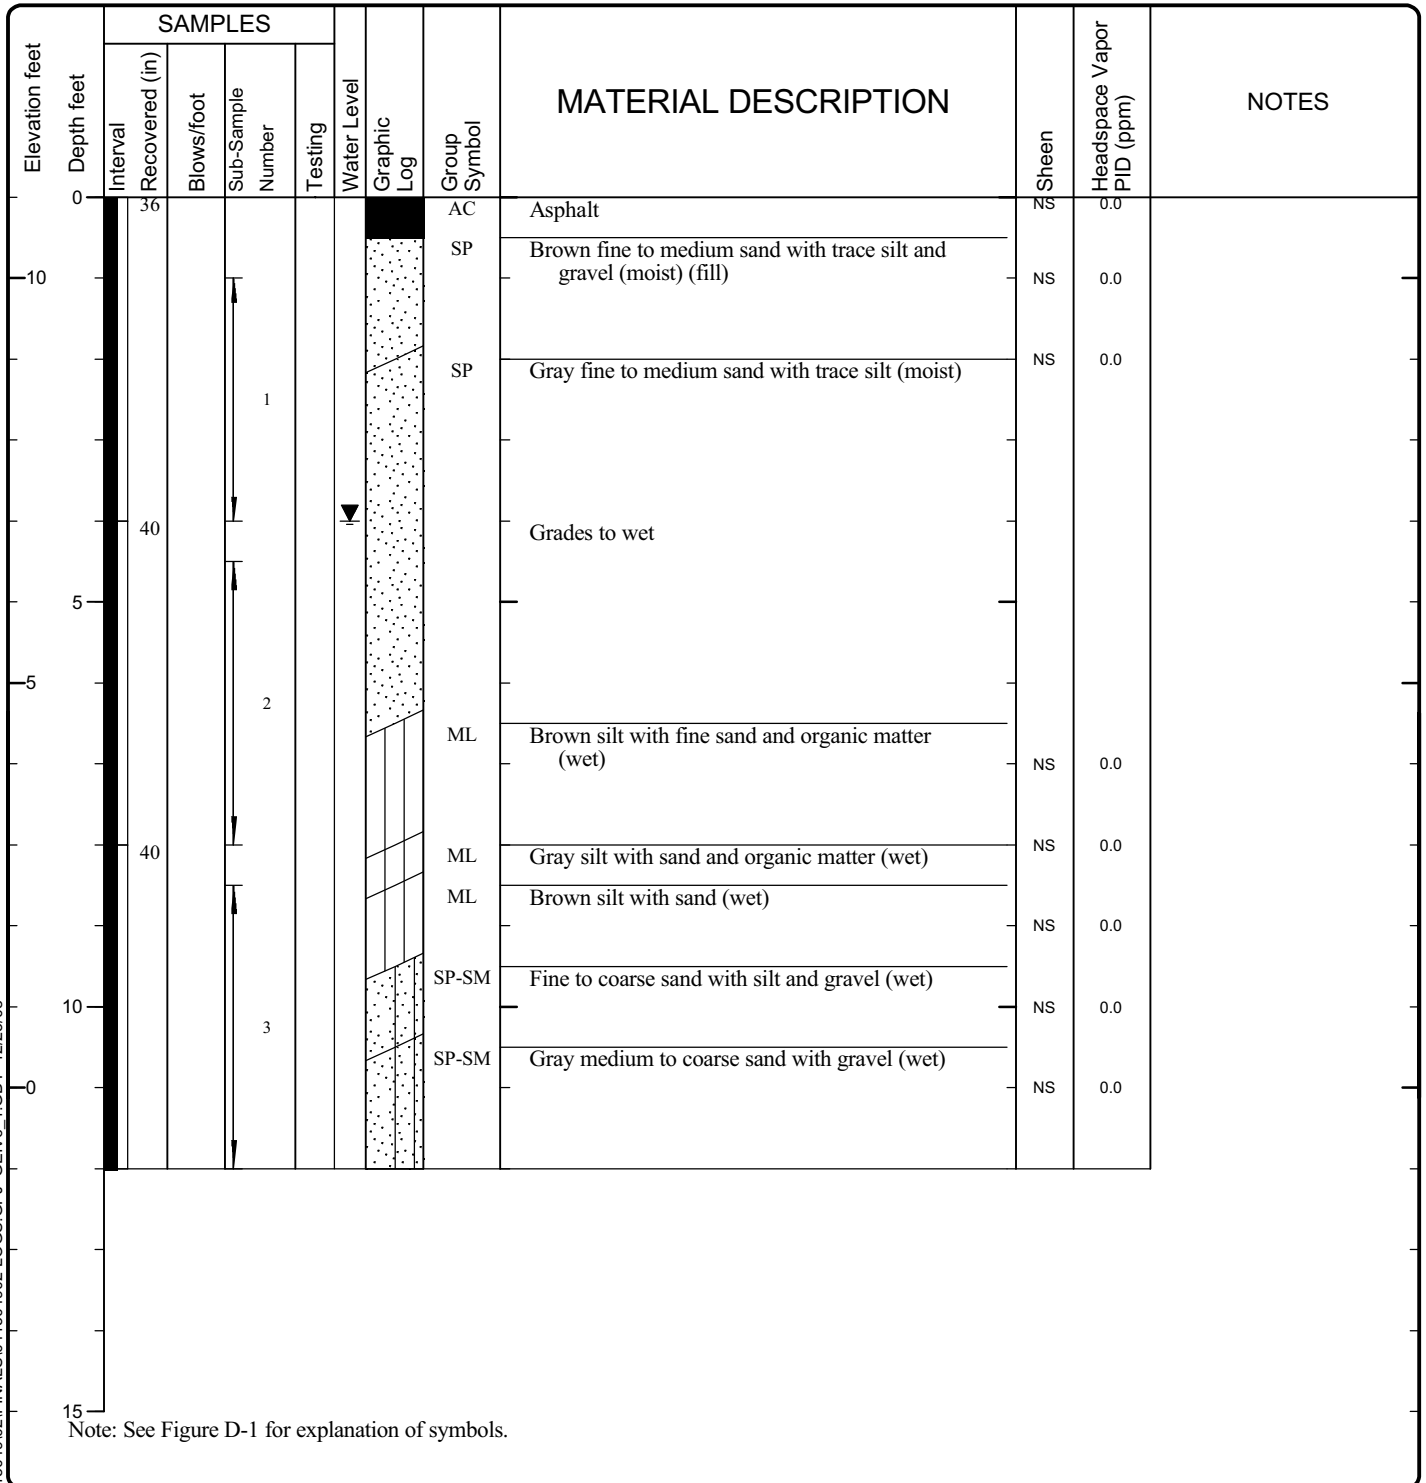 SAMPLES
Elevation feet
Depth feet
Interval
Recovered (in)
Blows/foot
Sub-Sample
Number
Testing
Water Level
Graphic
Log
Group
Symbol
MATERIAL DESCRIPTION
Sheen
Headspace Vapor
PID (ppm)
NOTES
0
36
AC
Asphalt
NS
0.0
SP
Brown fine to medium sand with trace silt and
gravel (moist) (fill)
10
NS
0.0
SP
Gray fine to medium sand with trace silt (moist)
NS
0.0
1
40
Grades to wet
5
5
2
ML
Brown silt with fine sand and organic matter
(wet)
NS
0.0
40
ML
Gray silt with sand and organic matter (wet)
NS
0.0
ML
Brown silt with sand (wet)
NS
0.0
SP-SM
Fine to coarse sand with silt and gravel (wet)
10
NS
0.0
3
SP-SM
Gray medium to coarse sand with gravel (wet)
0
NS
0.0
15
Note: See Figure D-1 for explanation of symbols.